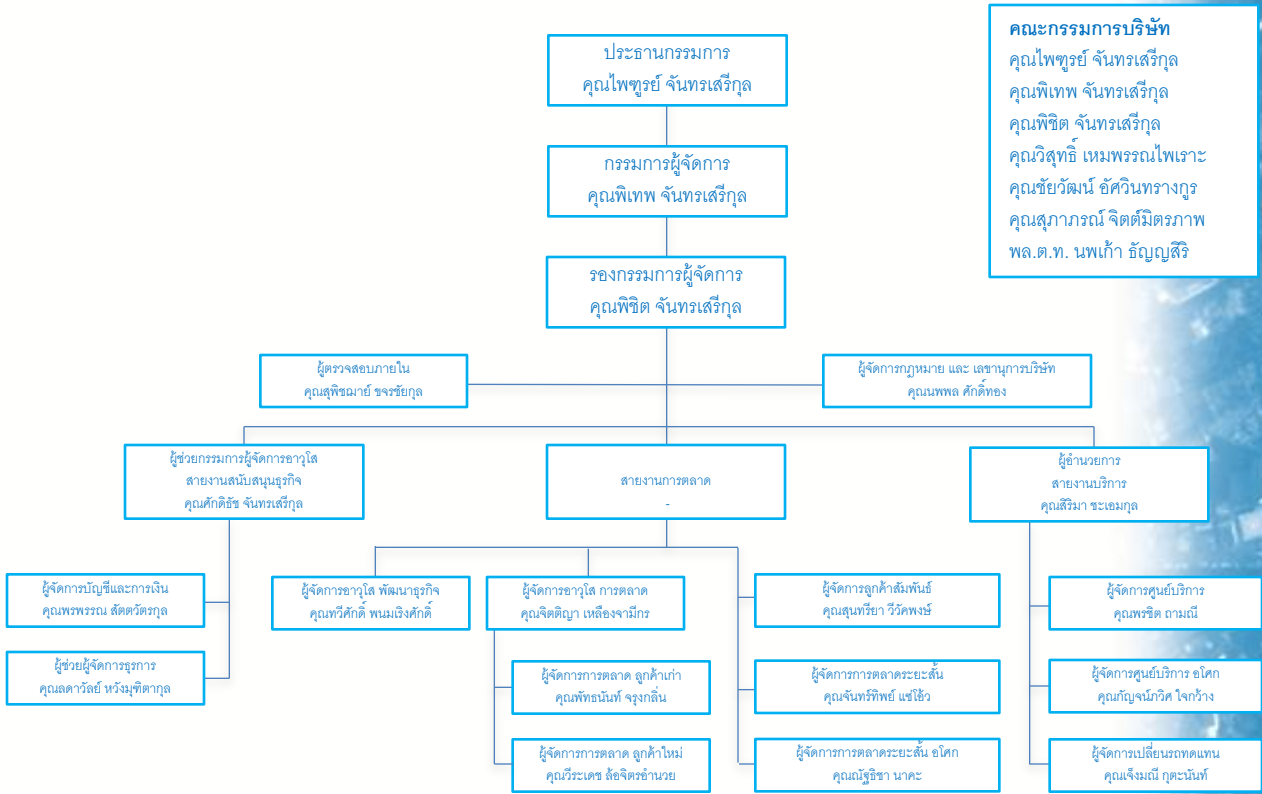 คณะกรรมการบริษัท
คุณไพฑูรย์ จันทรเสรีกุล
คุณพิเทพ จันทรเสรีกุล
คุณพิชิต จันทรเสรีกุล
คุณวิสุทธิ์ เหมพรรณไพเราะ
คุณชัยวัฒน์ อัศวินทรางกูร
คุณสุภาภรณ์ จิตต์มิตรภาพ
พล.ต.ท. นพเก้า ธัญญสิริ
ประธานกรรมการ
คุณไพฑูรย์ จันทรเสรีกุล
กรรมการผู้จัดการ
คุณพิเทพ จันทรเสรีกุล
รองกรรมการผู้จัดการ
คุณพิชิต จันทรเสรีกุล
ผู้ตรวจสอบภายใน
คุณสุพิชฌาย์ ขจรชัยกุล
ผู้จัดการกฎหมาย และ เลขานุการบริษัท
คุณนพพล ศักดิ์ทอง
ผู้ช่วยกรรมการผู้จัดการอาวุโส
สายงานสนับสนุนธุรกิจ
คุณศักดิธัช จันทรเสรีกุล
สายงานการตลาด
-
ผู้อำนวยการ
สายงานบริการ
คุณสิริมา ชะเอมกุล
ผู้จัดการบัญชีและการเงิน
คุณพรพรรณ สัตตวัตรกุล
ผู้ช่วยผู้จัดการธุรการ
คุณลดาวัลย์ หวังมุฑิตากุล
ผู้จัดการอาวุโส พัฒนาธุรกิจ
คุณทวีศักดิ์ พนมเริงศักดิ์
ผู้จัดการอาวุโส การตลาด
คุณจิตติญา เหลืองจามีกร
ผู้จัดการการตลาด ลูกค้าเก่า
คุณพัทธนันท์ จรุงกลิ่น
ผู้จัดการการตลาด ลูกค้าใหม่
คุณวีระเดช ล้อจิตรอำนวย
ผู้จัดการลูกค้าสัมพันธ์
คุณสุนทรียา วีวัคพงษ์
ผู้จัดการการตลาดระยะสั้น
คุณจันทร์ทิพย์ แซ่โอ้ว
ผู้จัดการการตลาดระยะสั้น อโศก
คุณณัฐธิชา นาคะ
ผู้จัดการศูนย์บริการ
คุณพรชิต ถามณี
ผู้จัดการศูนย์บริการ อโศก
คุณกัญจน์ภวิศ ใจกว้าง
ผู้จัดการเปลี่ยนรถทดแทน
คุณเจ็งมณี กุตะนันท์